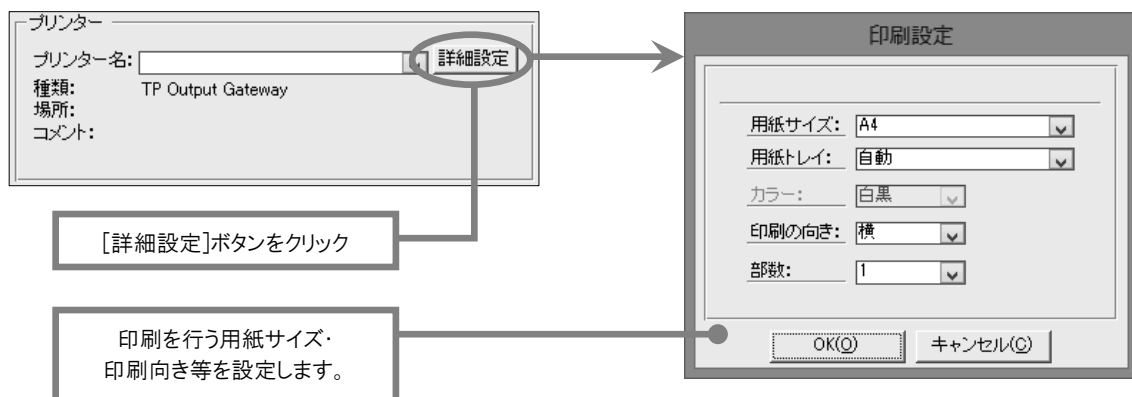 プリンター
プリンター名:
詳細設定
種類: TP Output Gateway
場所:
コメント:
[詳細設定]ボタンをクリック
印刷を行う用紙サイズ・
印刷向き等を設定します。
印刷設定
用紙サイズ: A4
用紙トレイ: 自動
カラー: 白黒
印刷の向き: 横
部数: 1
OK(O) キャンセル(C)